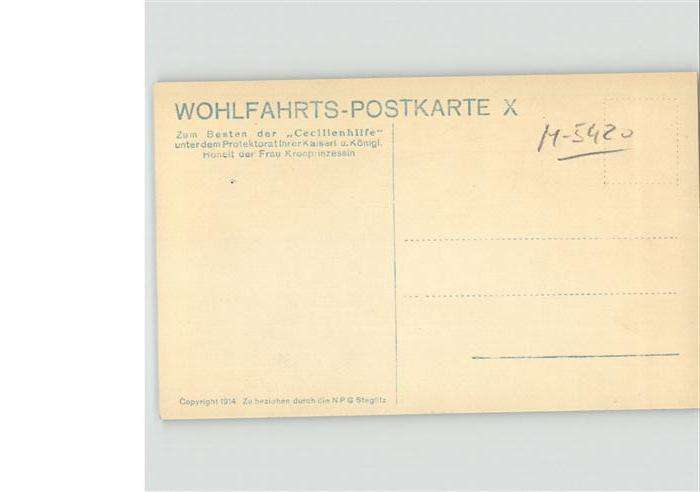 WOHLFAHRTS-POSTKARTE X
Zum Besten der „Cecilienhilfe"
unter dem Protektorat Ihrer Kaiserl. u. Königl.
Hoheit der Frau Kronprinzessin
M-5420
Copyright 1914 Zu beziehen durch die N.P.G Steglitz